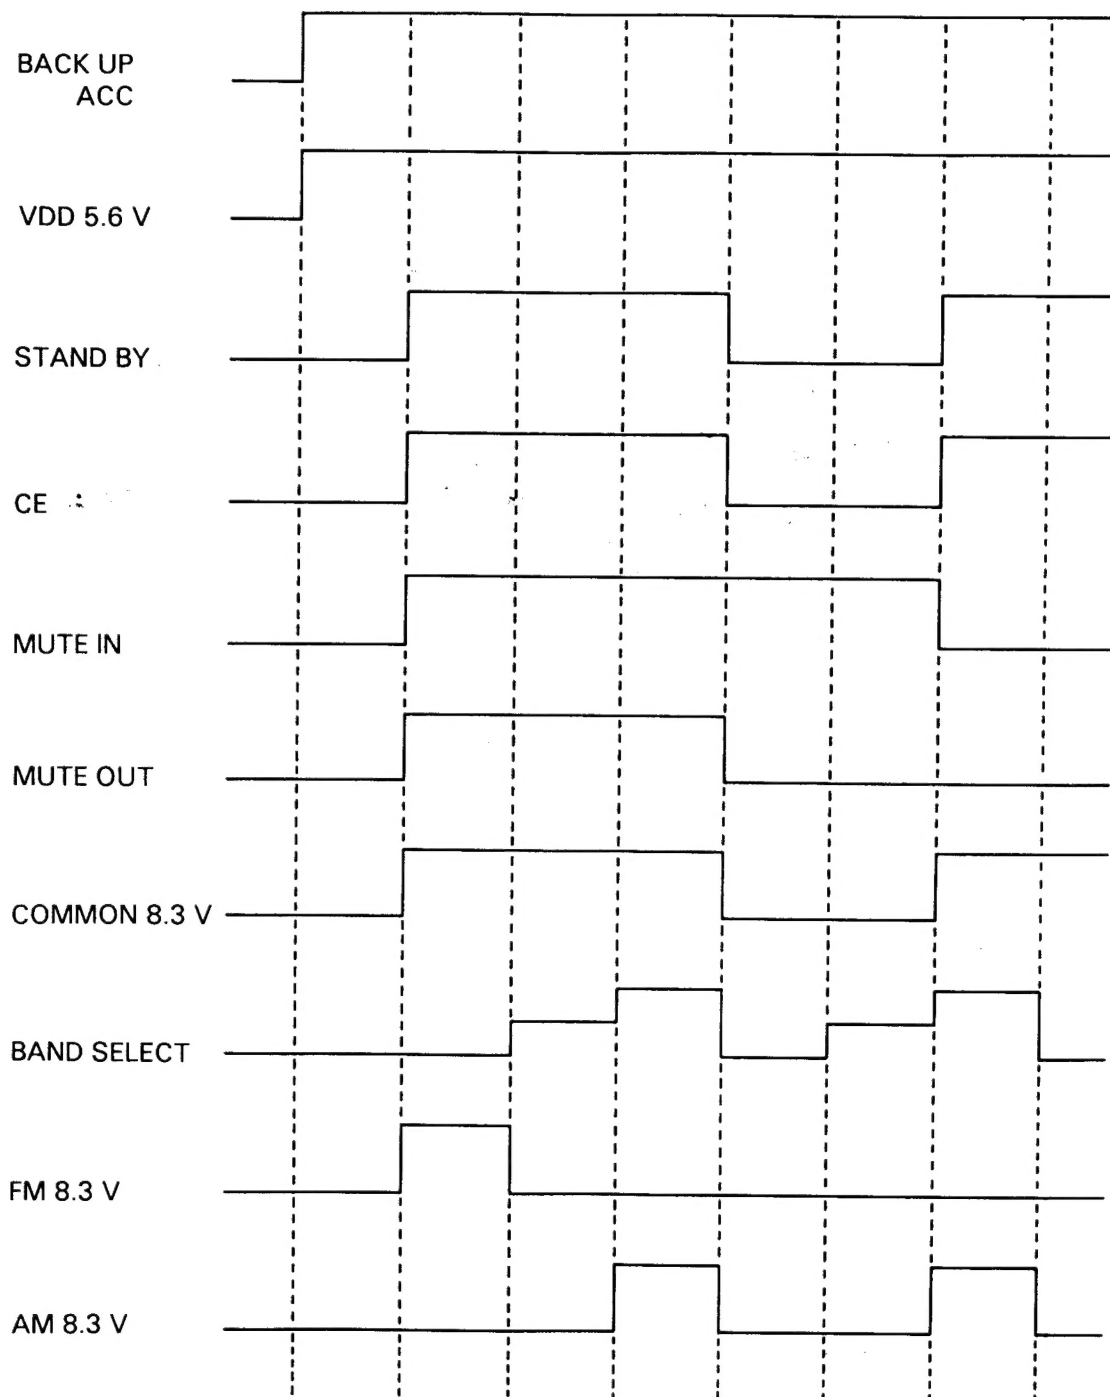 BACK UP
ACC
VDD 5.6 V
STAND BY
CE
MUTE IN
MUTE OUT
COMMON 8.3 V
BAND SELECT
FM 8.3 V
AM 8.3 V